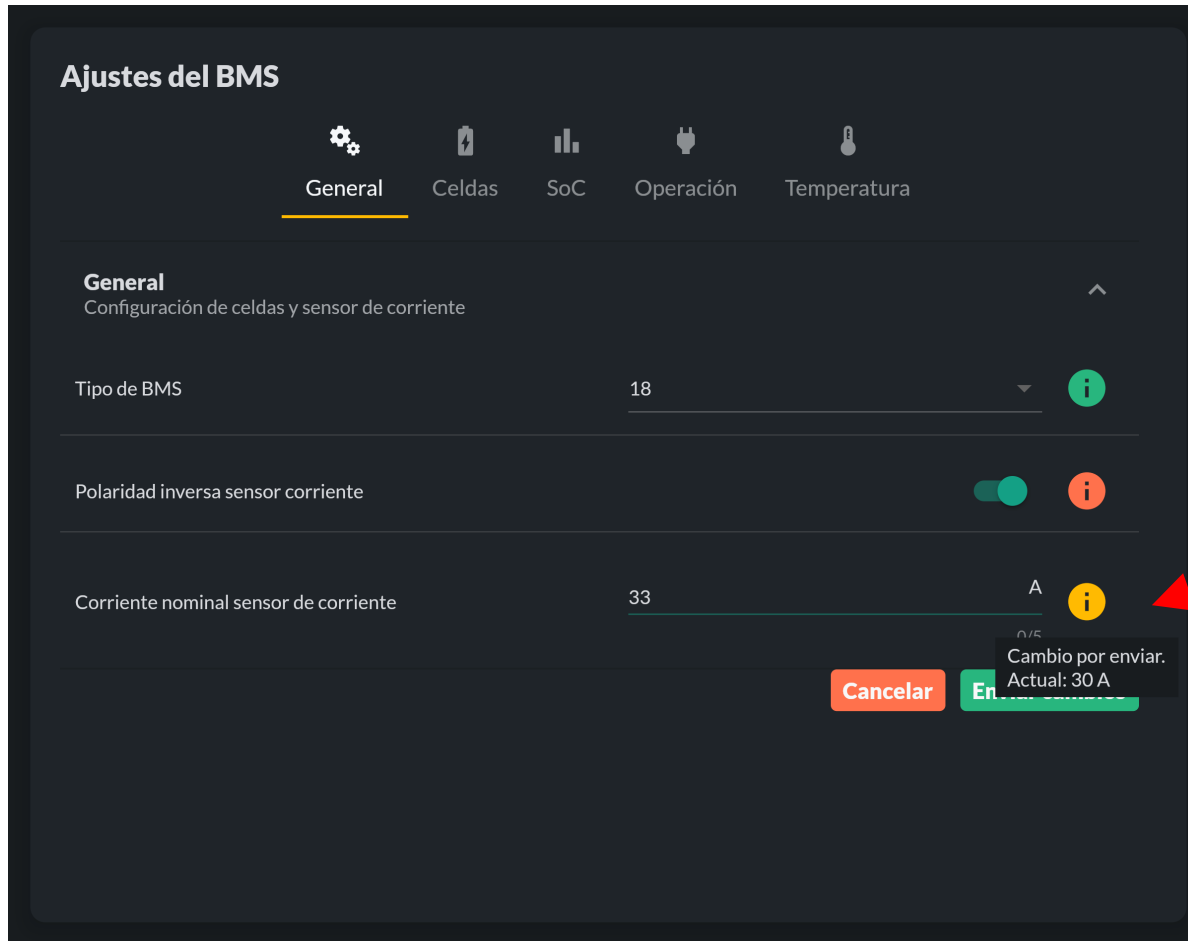 Ajustes del BMS
General
Celdas
SoC
Operación
Temperatura
General
Configuración de celdas y sensor de corriente
Tipo de BMS
18
Polaridad inversa sensor corriente
Corriente nominal sensor de corriente
33
A
0/5
Cambio por enviar.
Actual: 30 A
Cancelar